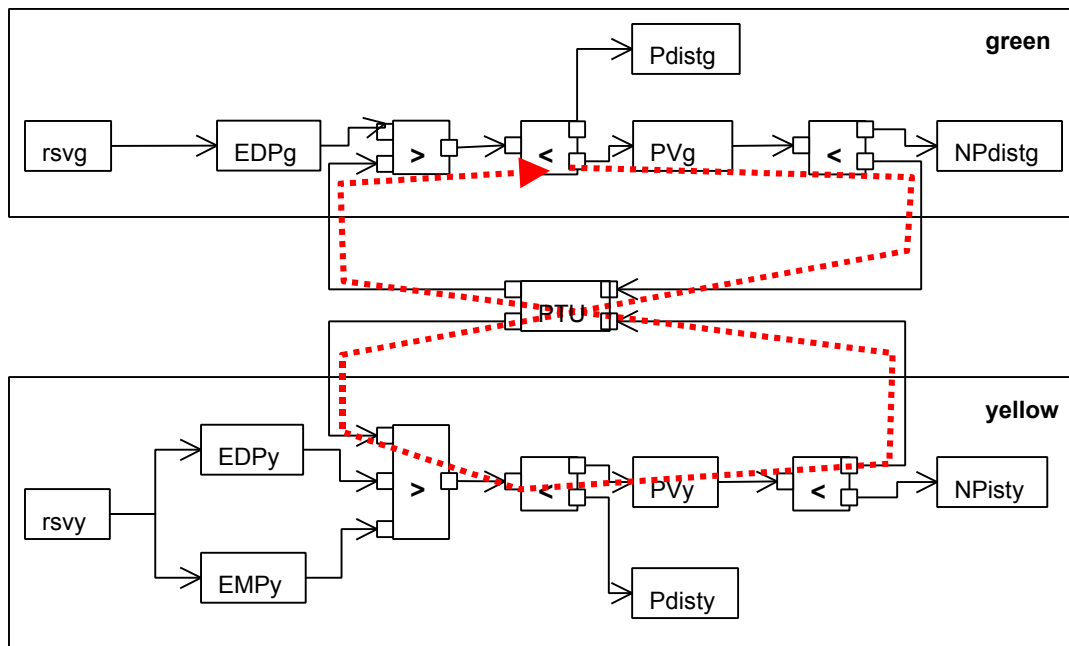 green
Pdistg
rsvg
EDPg
>
<
PVg
<
NPdistg
PTU
yellow
EDPy
rsvy
EMPy
>
<
PVy
<
NPisty
Pdisty